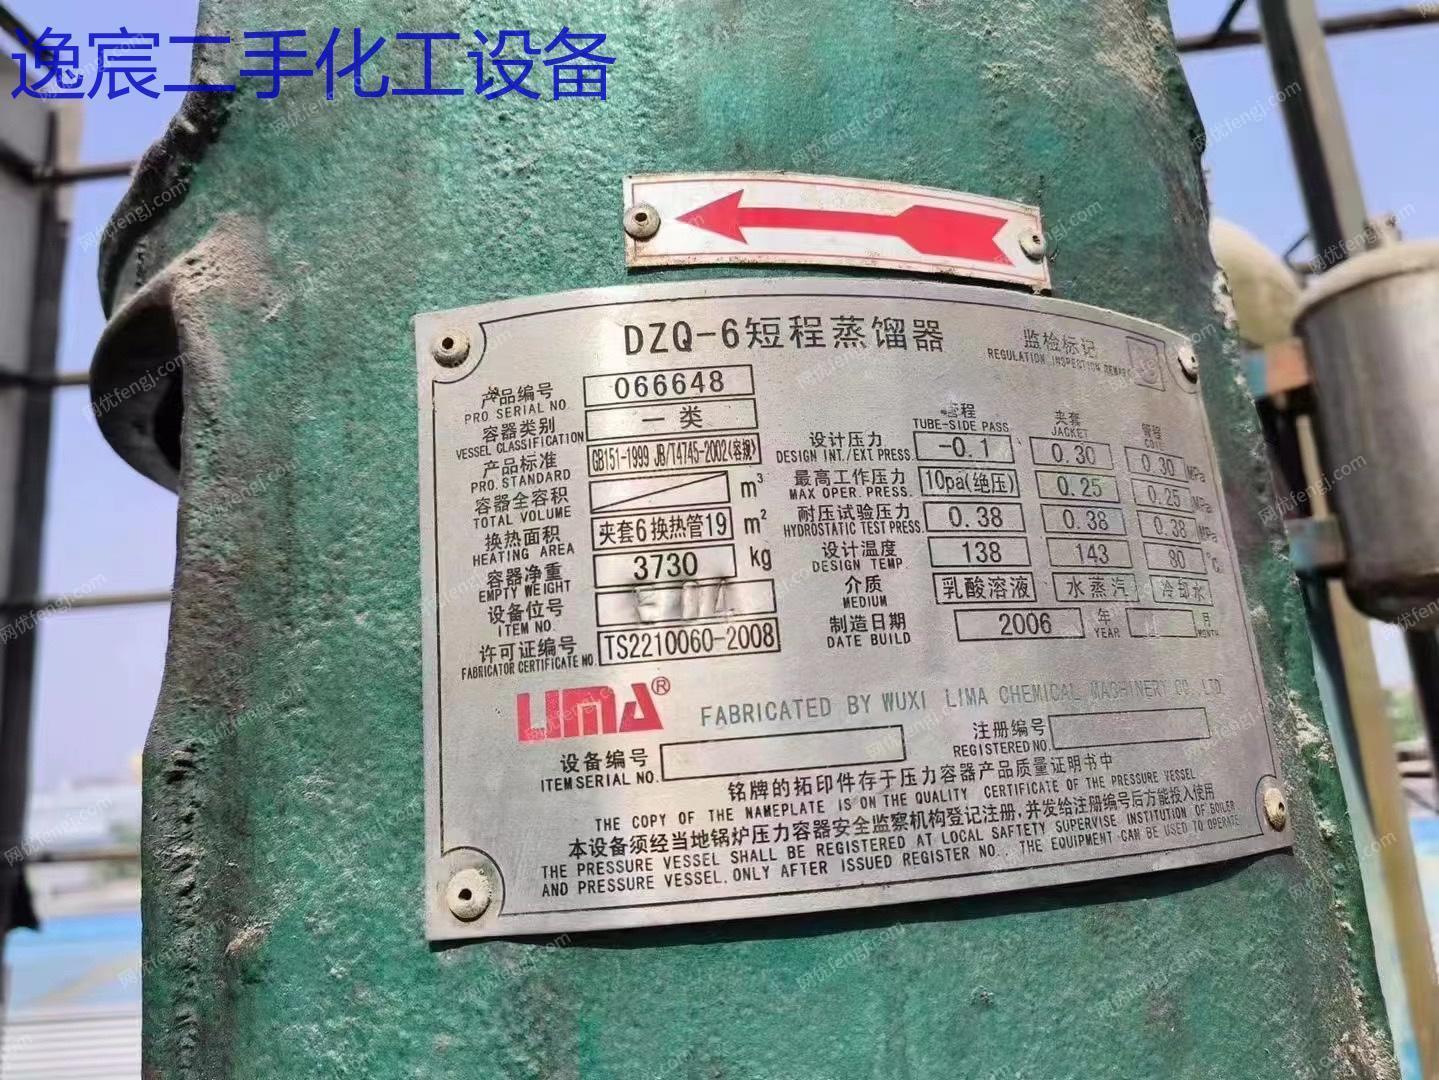 逸宸二手化工设备
DZQ-6短程蒸馏器
监检标记
REGULATION INSPECTION REMARK
产品编号 066648
PRO SERIAL NO
容器类别 一类
VESSEL CLASSIFICATION
产品标准 GB151-1999 JB/T4745-2002(容规)
PRO. STANDARD
容器全容积 m³
TOTAL VOLUME
换热面积 夹套6换热管19 m²
HEATING AREA
容器净重 3730 kg
EMPTY WEIGHT
设备位号
ITEM NO.
许可证编号 TS2210060-2008
FABRICATOR CERTIFICATE NO.
管程 夹套 管程
TUBE-SIDE PASS JACKET COIL
设计压力 -0.1 0.30 0.30 MPa
DESIGN INT./EXT PRESS.
最高工作压力 10pa(绝压) 0.25 0.25 MPa
MAX OPER. PRESS.
耐压试验压力 0.38 0.38 0.38 MPa
HYDROSTATIC TEST PRESS.
设计温度 138 143 80 °C
DESIGN TEMP.
介质 乳酸溶液 水蒸汽 冷却水
MEDIUM
制造日期 2006 年 月
DATE BUILD YEAR MONTH
LIMA®
FABRICATED BY WUXI LIMA CHEMICAL MACHINERY CO., LTD
设备编号
ITEM SERIAL NO.
注册编号
REGISTERED NO.
铭牌的拓印件存于压力容器产品质量证明书中
THE COPY OF THE NAMEPLATE IS ON THE QUALITY CERTIFICATE OF THE PRESSURE VESSEL
本设备须经当地锅炉压力容器安全监察机构登记注册,并发给注册编号后方能投入使用
THE PRESSURE VESSEL SHALL BE REGISTERED AT LOCAL SAFTETY SUPERVISE INSTITUTION OF BOILER
AND PRESSURE VESSEL. ONLY AFTER ISSUED REGISTER NO., THE EQUIPMENT CAN BE USED TO OPERATE
网优fengj.com